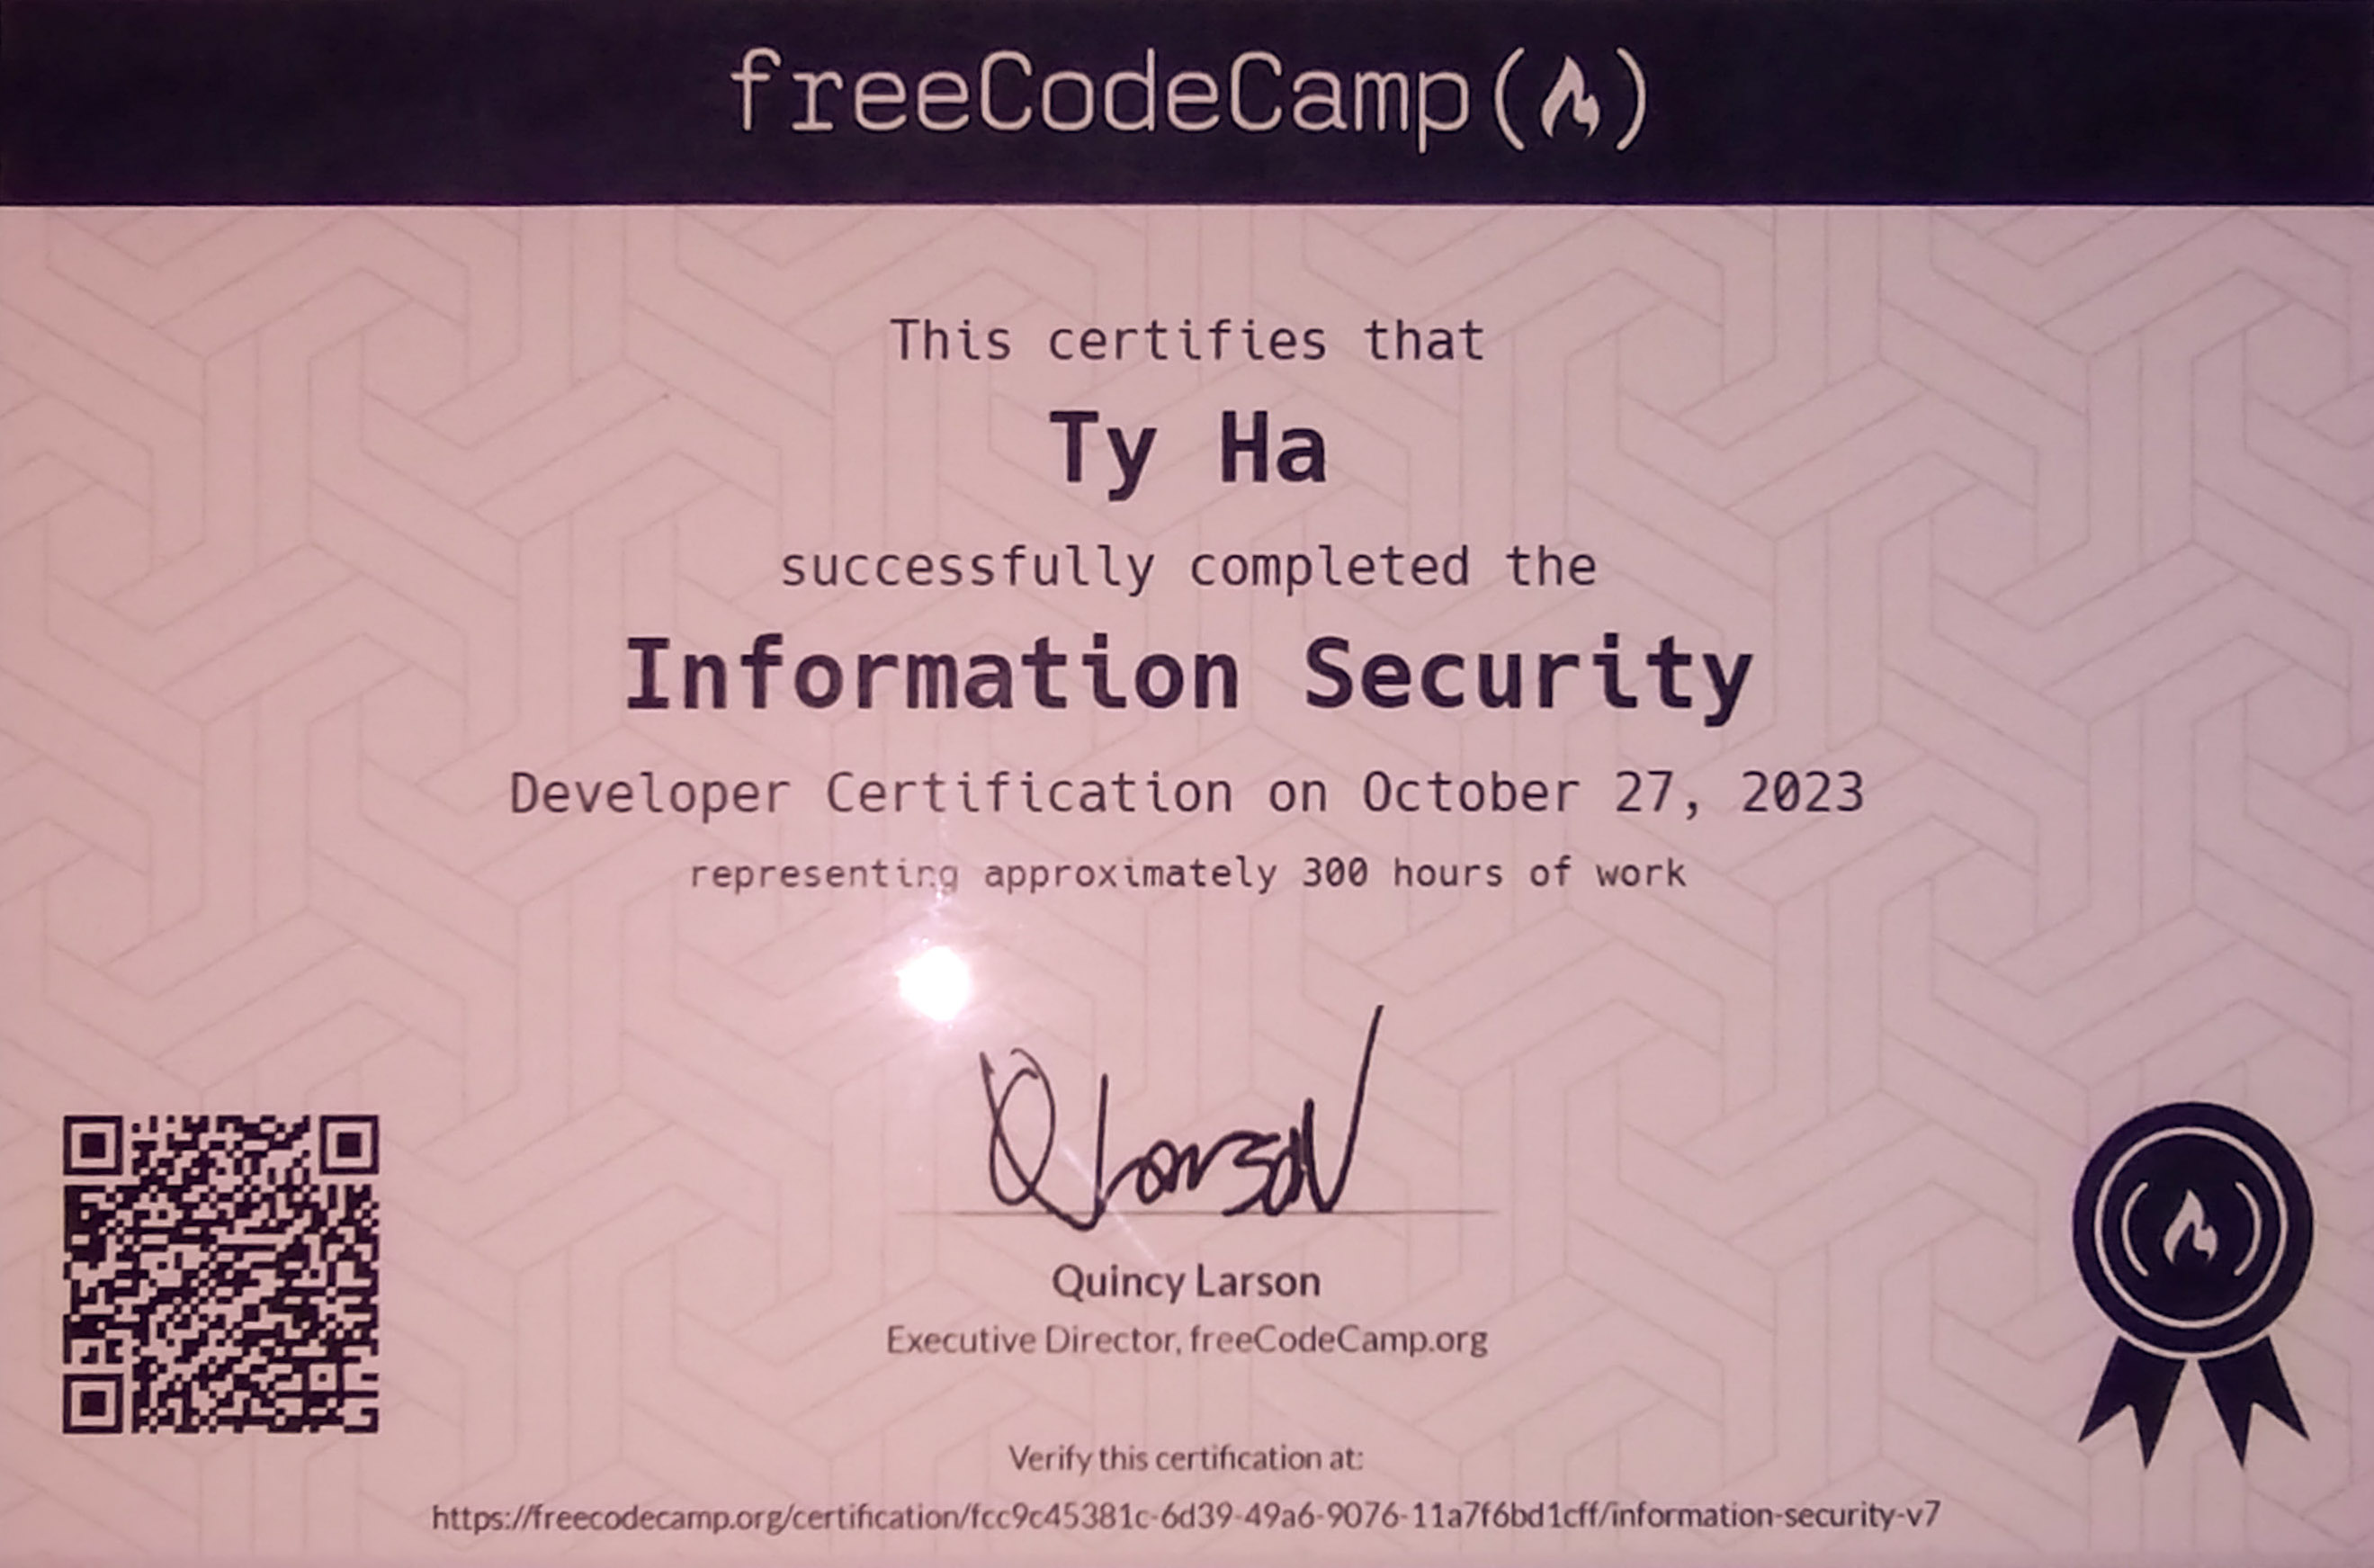 freeCodeCamp(🔥)
This certifies that
Ty Ha
successfully completed the
Information Security
Developer Certification on October 27, 2023
representing approximately 300 hours of work
QLarson
Quincy Larson
Executive Director, freeCodeCamp.org
Verify this certification at:
https://freecodecamp.org/certification/fcc9c45381c-6d39-49a6-9076-11a7f6bd1cff/information-security-v7